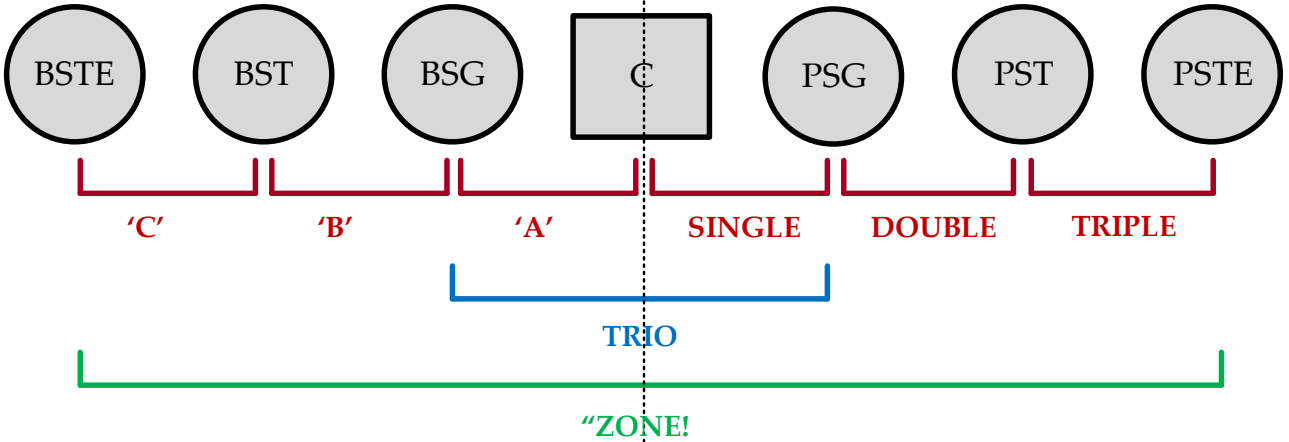 BSTE BST BSG C PSG PST PSTE
‘C’ ‘B’ ‘A’ SINGLE DOUBLE TRIPLE
TRIO
“ZONE!